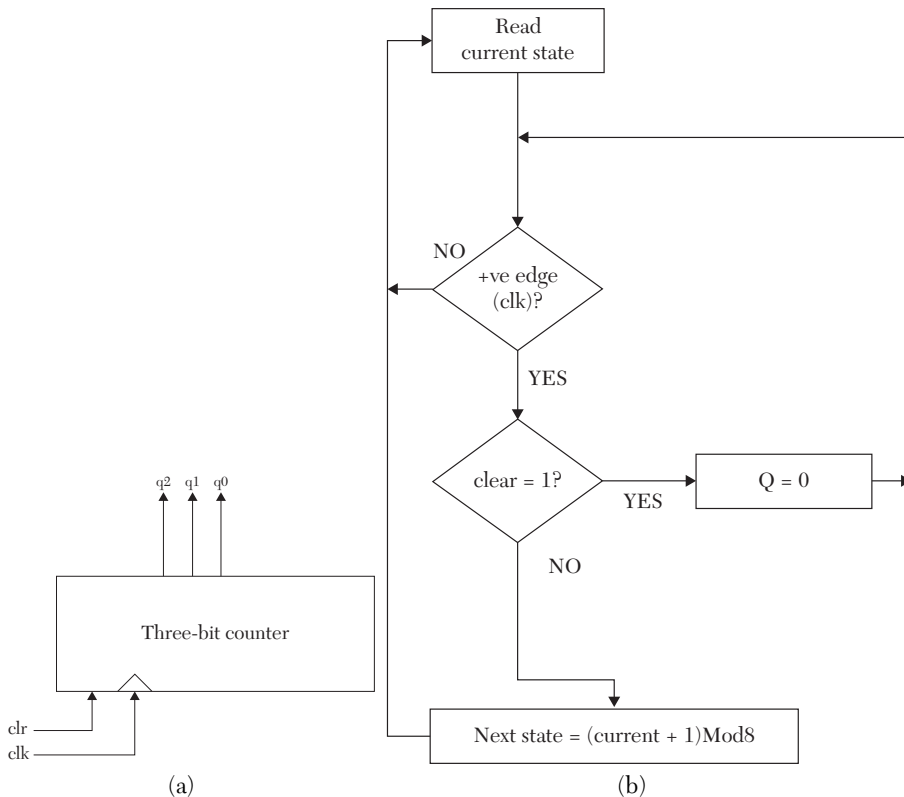 Read
current state
NO
+ve edge
(clk)?
YES
clear = 1?
YES
Q = 0
NO
q2 q1 q0
Three-bit counter
clr
clk
Next state = (current + 1)Mod8
(a)
(b)